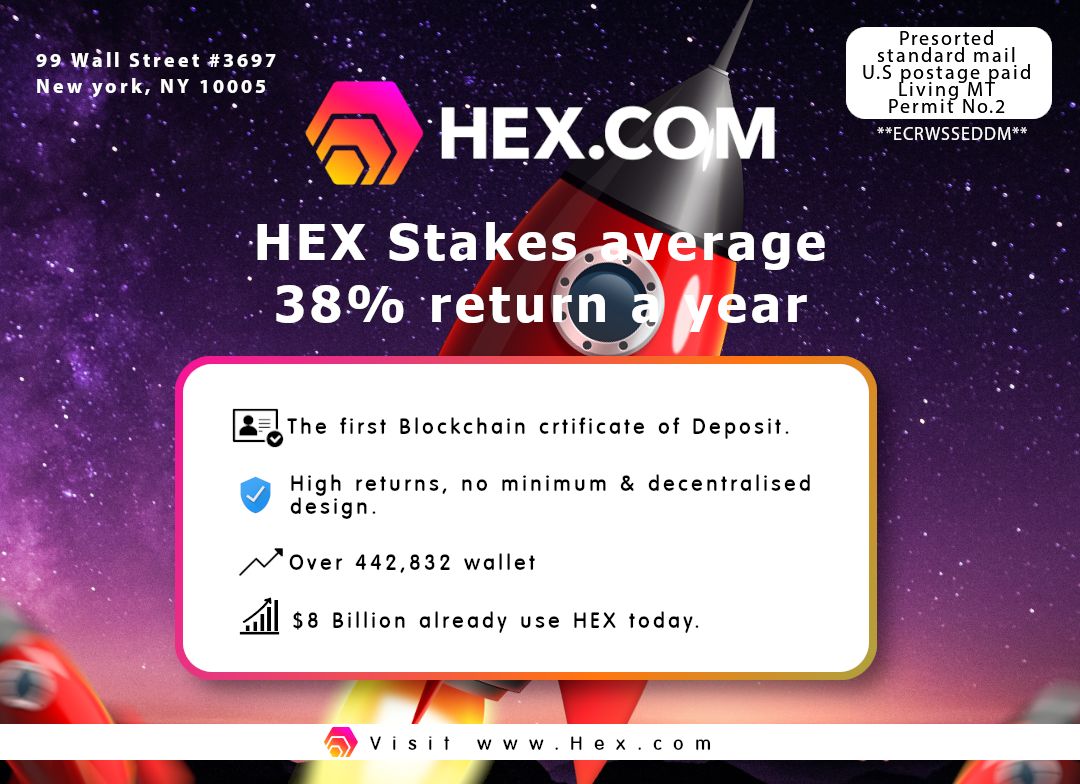 99 Wall Street #3697
New york, NY 10005
Presorted
standard mail
U.S postage paid
Living MT
Permit No.2
**ECRWSSEDDM**
HEX.COM
HEX Stakes average
38% return a year
The first Blockchain crtificate of Deposit.
High returns, no minimum & decentralised
design.
Over 442,832 wallet
$8 Billion already use HEX today.
Visit www.Hex.com